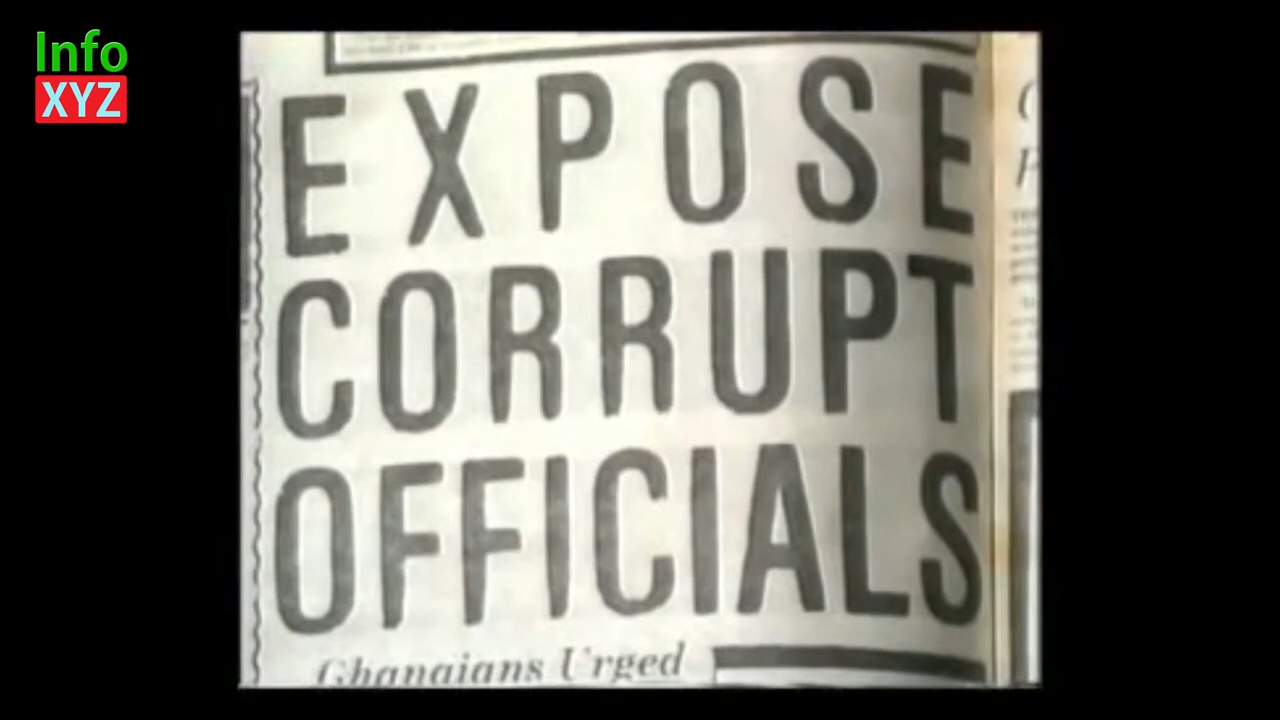 Info
XYZ
EXPOSE
CORRUPT
OFFICIALS
Ghanaians Urged